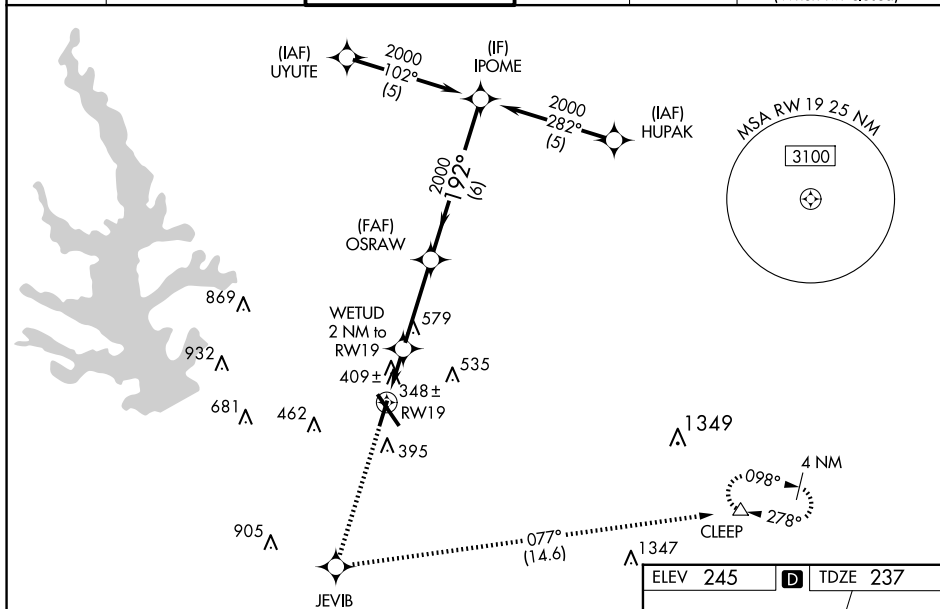 (IAF)
UYUTE
2000
102°
(5)
(IF)
IPOME
2000
282°
(5)
(IAF)
HUPAK
MSA RW 19 25 NM
3100
2000
192°
(6)
(FAF)
OSRAW
869
WETUD
2 NM to
RW19
579
932
409±
535
348±
RW19
681
462
395
1349
4 NM
098°
278°
CLEEP
905
077°
(14.6)
1347
JEVIB
ELEV 245 D TDZE 237